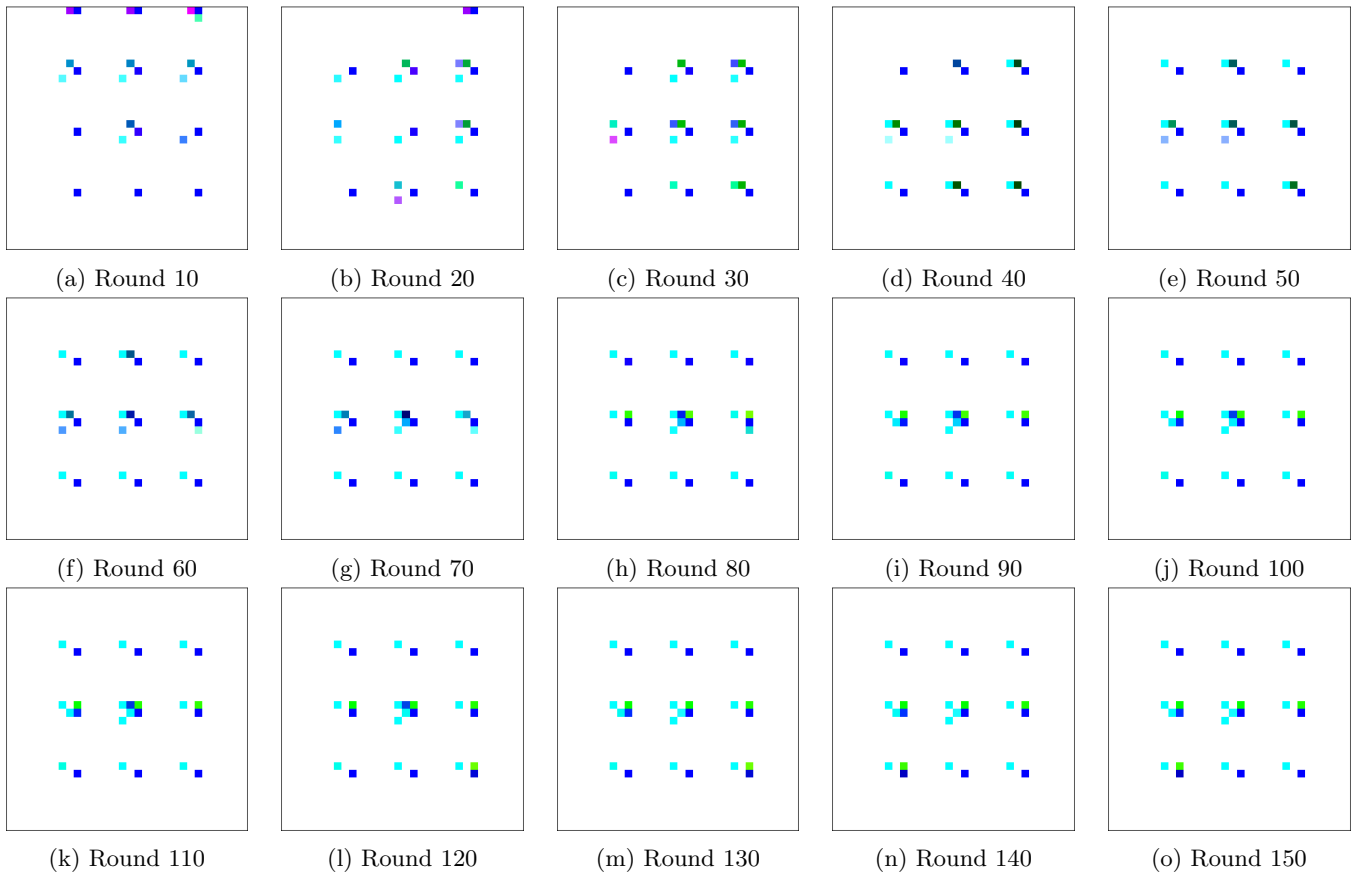 (a) Round 10
(b) Round 20
(c) Round 30
(d) Round 40
(e) Round 50
(f) Round 60
(g) Round 70
(h) Round 80
(i) Round 90
(j) Round 100
(k) Round 110
(l) Round 120
(m) Round 130
(n) Round 140
(o) Round 150